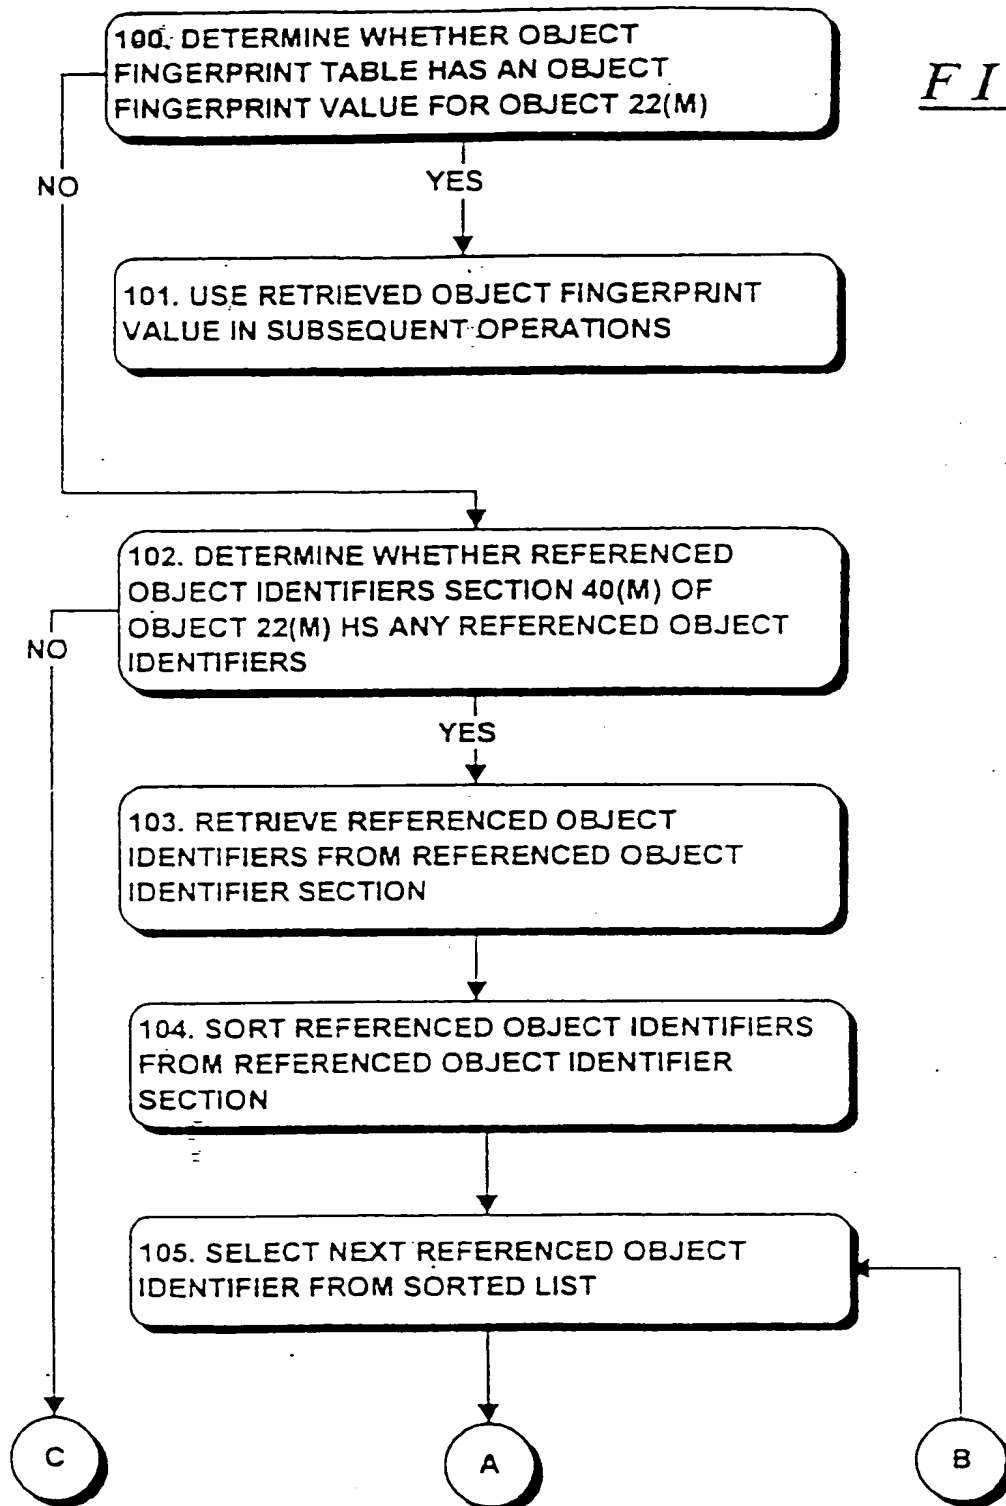 100. DETERMINE WHETHER OBJECT
FINGERPRINT TABLE HAS AN OBJECT
FINGERPRINT VALUE FOR OBJECT 22(M)
F I
NO
YES
101. USE RETRIEVED OBJECT FINGERPRINT
VALUE IN SUBSEQUENT OPERATIONS
102. DETERMINE WHETHER REFERENCED
OBJECT IDENTIFIERS SECTION 40(M) OF
OBJECT 22(M) HS ANY REFERENCED OBJECT
IDENTIFIERS
NO
YES
103. RETRIEVE REFERENCED OBJECT
IDENTIFIERS FROM REFERENCED OBJECT
IDENTIFIER SECTION
104. SORT REFERENCED OBJECT IDENTIFIERS
FROM REFERENCED OBJECT IDENTIFIER
SECTION
105. SELECT NEXT REFERENCED OBJECT
IDENTIFIER FROM SORTED LIST
C
A
B